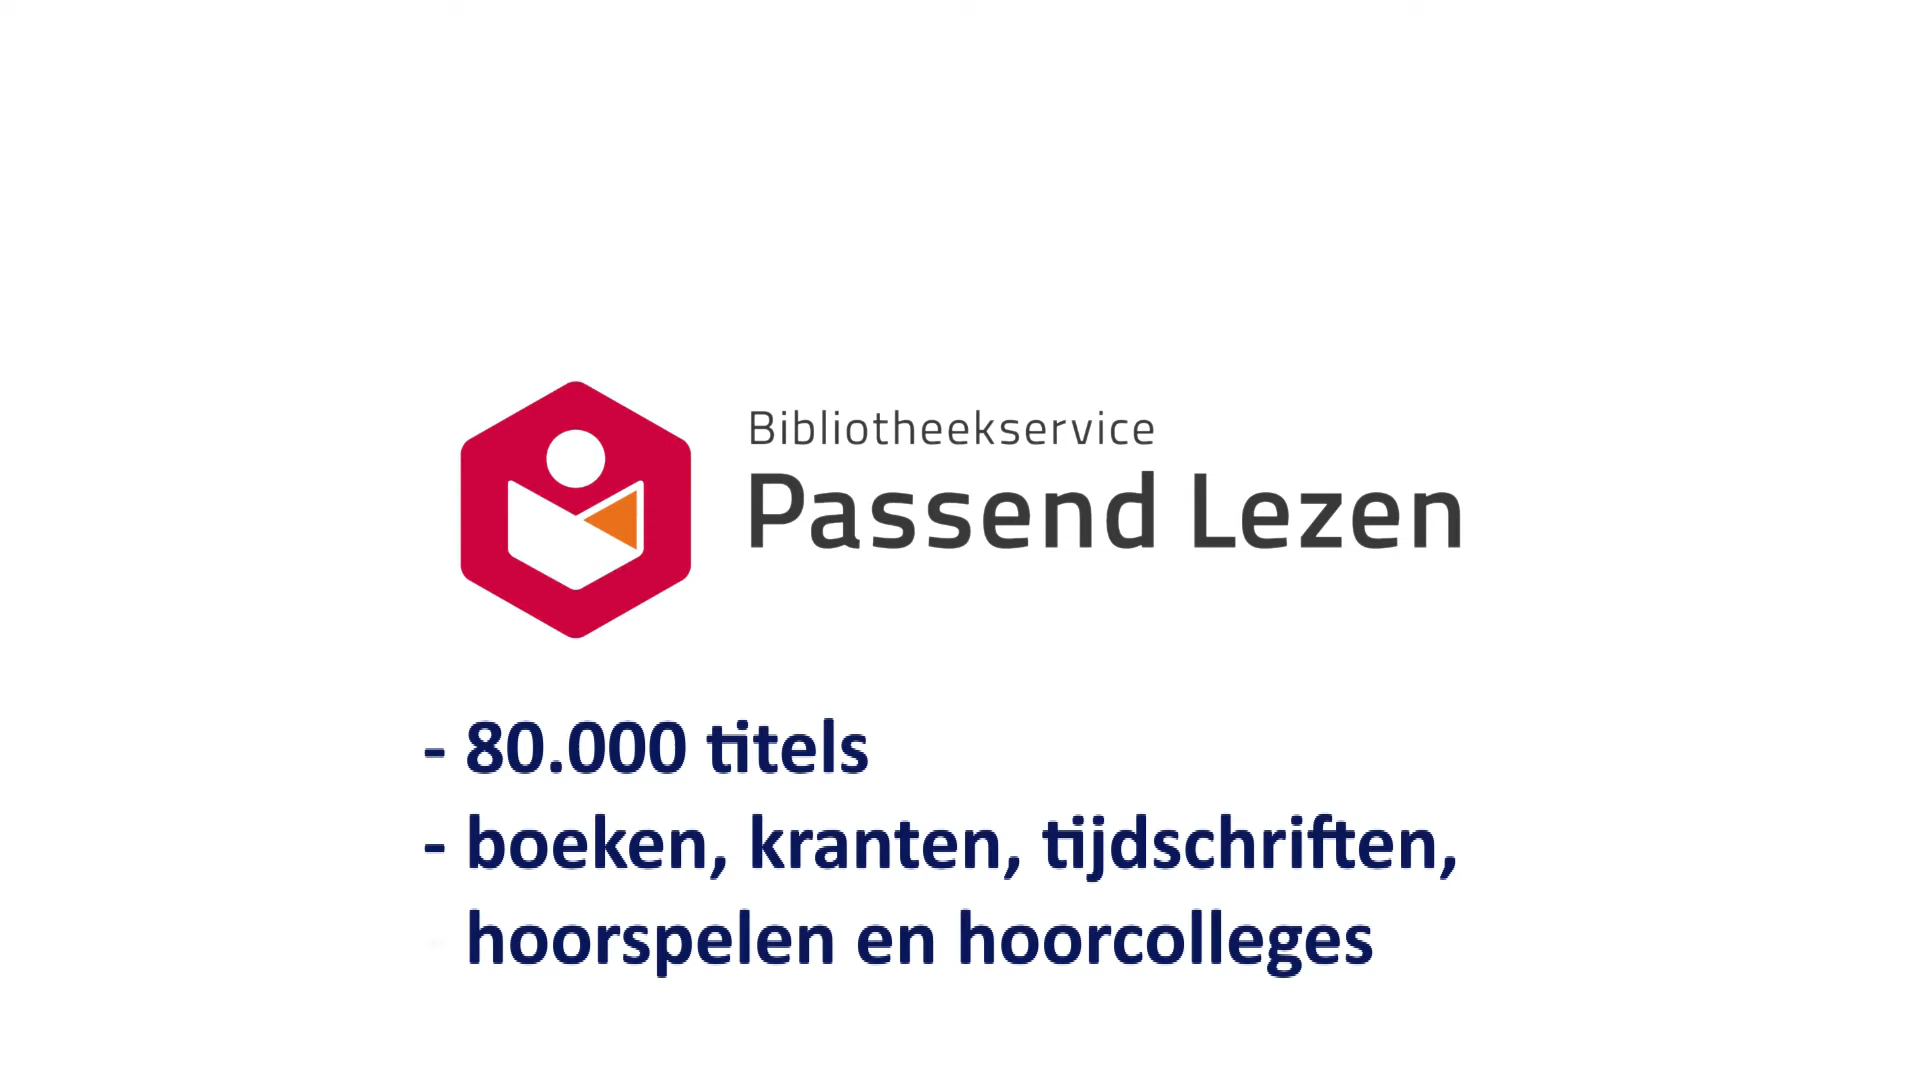 Bibliotheekservice
Passend Lezen
- 80.000 titels
- boeken, kranten, tijdschriften,
hoorspelen en hoorcolleges